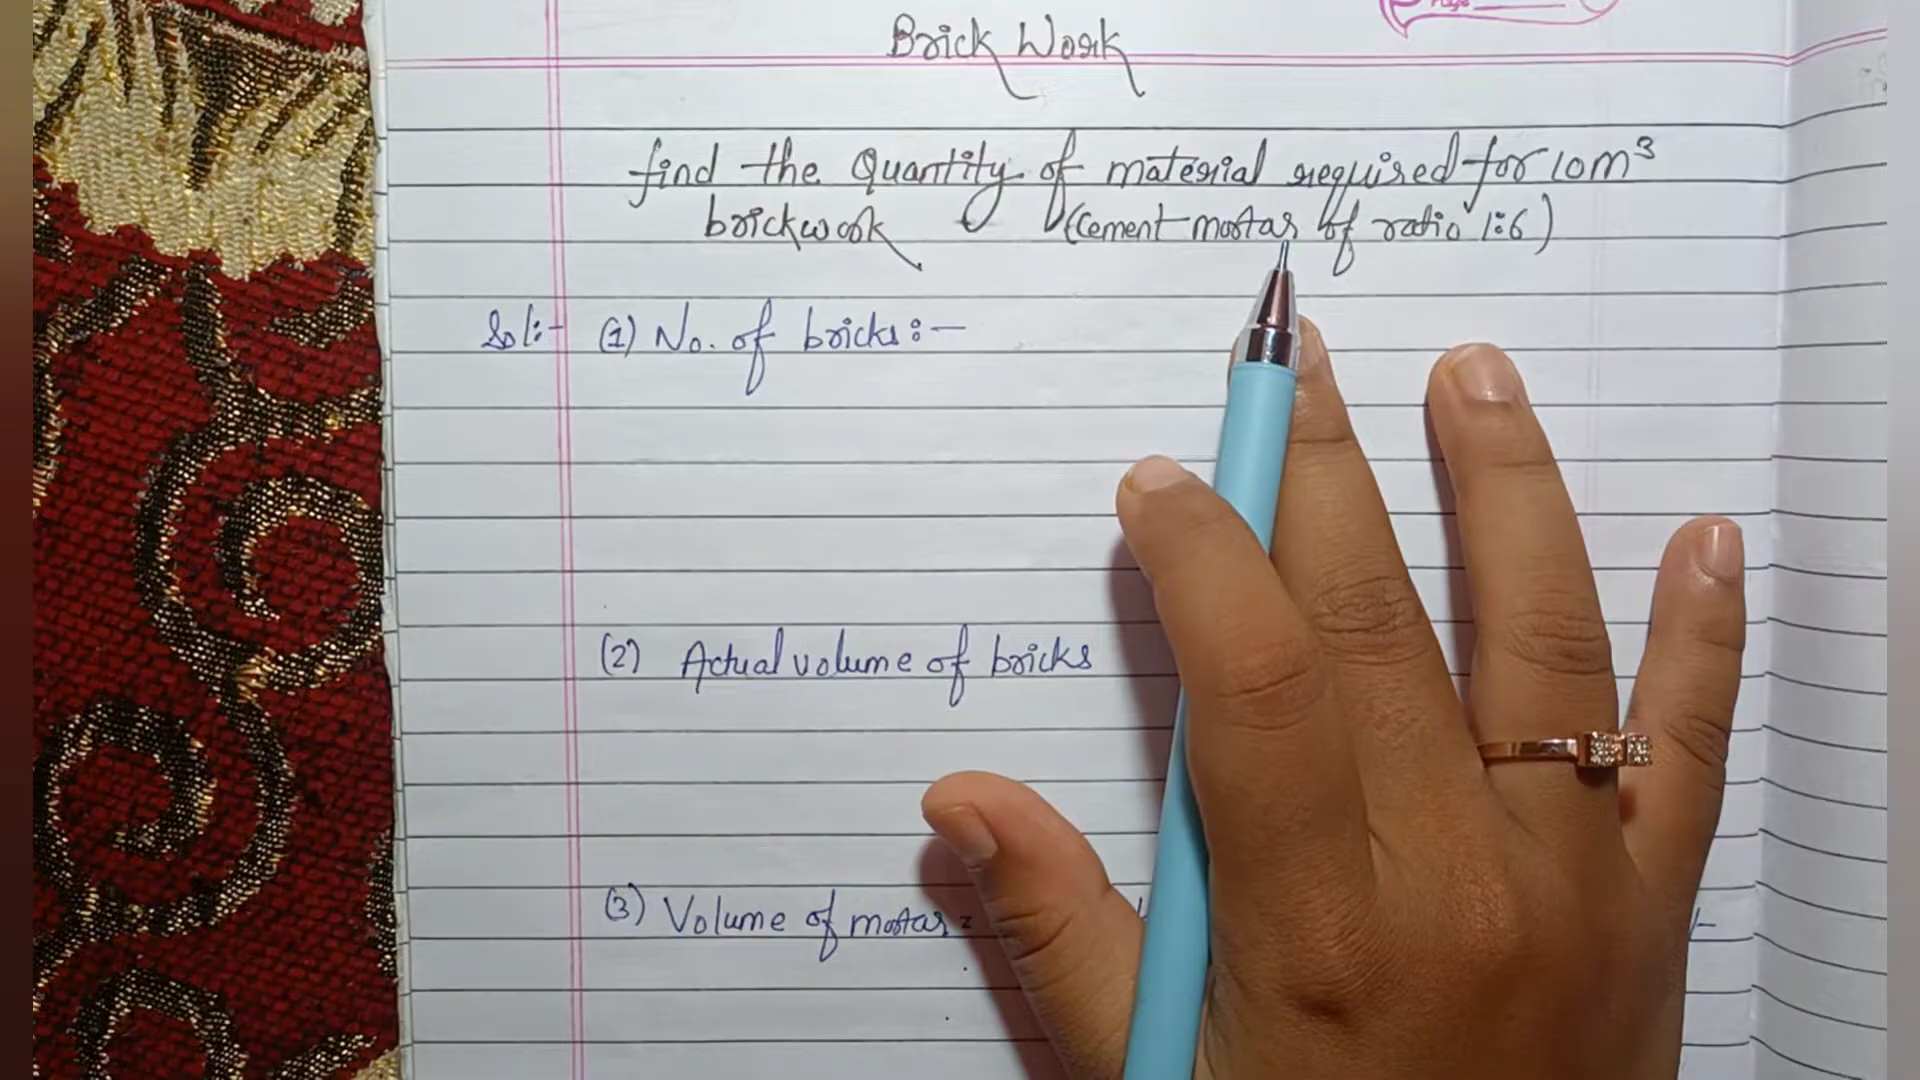 Page
Brick Work
find the Quantity of material required for 10m³
brickwork (Cement mortar of ratio 1:6)
Sol:- (1) No. of bricks:-
(2) Actual volume of bricks
(3) Volume of mortar =